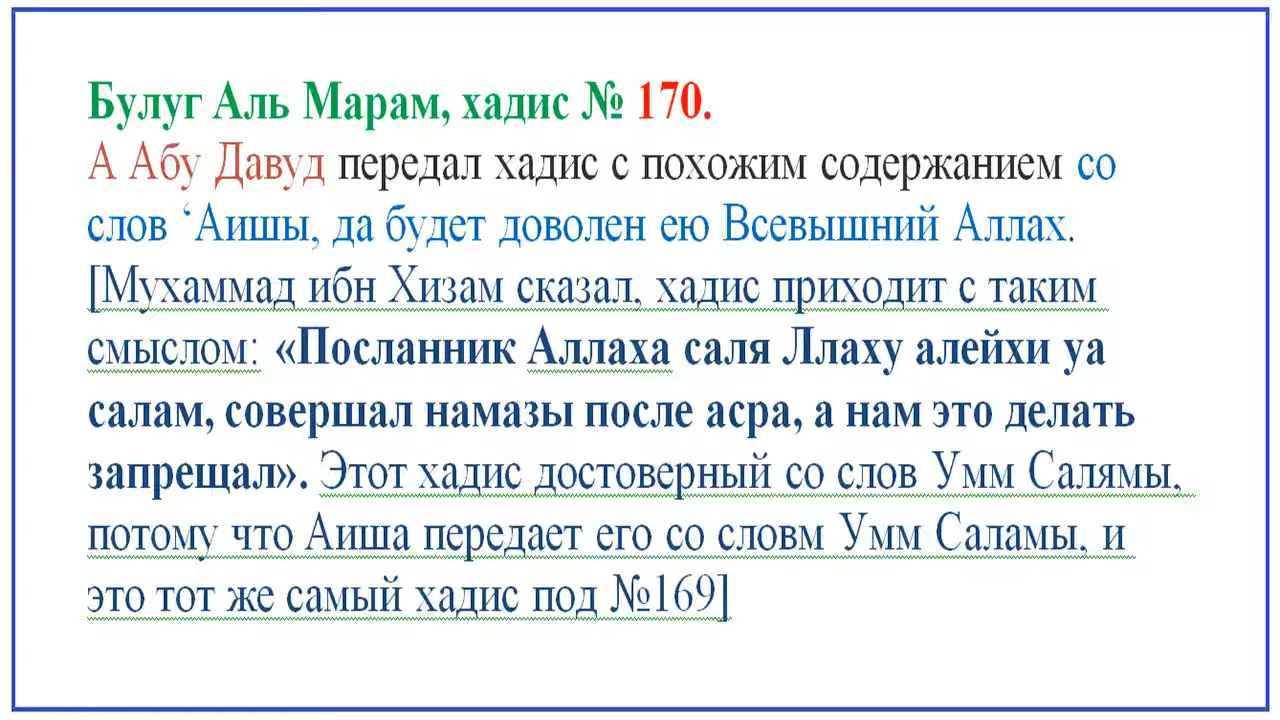 Булуг Аль Марам, хадис № 170.
А Абу Давуд передал хадис с похожим содержанием со
слов ‘Аишы, да будет доволен ею Всевышний Аллах.
[Мухаммад ибн Хизам сказал, хадис приходит с таким
смыслом: «Посланник Аллаха саля Ллаху алейхи уа
салам, совершал намазы после асра, а нам это делать
запрещал». Этот хадис достоверный со слов Умм Салямы,
потому что Аиша передает его со словм Умм Саламы, и
это тот же самый хадис под №169]